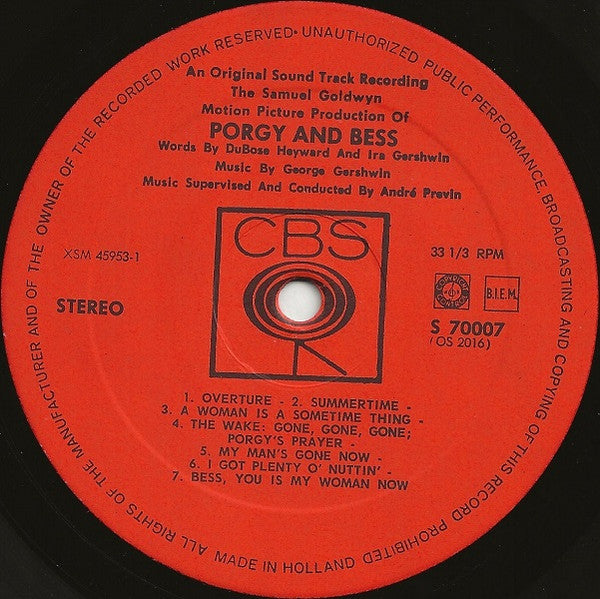 ALL RIGHTS OF THE MANUFACTURER AND OF THE OWNER OF THE RECORDED WORK RESERVED • UNAUTHORIZED PUBLIC PERFORMANCE, BROADCASTING AND COPYING OF THIS RECORD PROHIBITED
An Original Sound Track Recording
The Samuel Goldwyn
Motion Picture Production Of
PORGY AND BESS
Words By DuBose Heyward And Ira Gershwin
Music By George Gershwin
Music Supervised And Conducted By André Previn
CBS
XSM 45953-1
33 1/3 RPM
B.I.E.M.
STEREO
S 70007
(OS 2016)
1. OVERTURE - 2. SUMMERTIME -
3. A WOMAN IS A SOMETIME THING -
4. THE WAKE: GONE, GONE, GONE;
PORGY'S PRAYER -
5. MY MAN'S GONE NOW -
6. I GOT PLENTY O' NUTTIN' -
7. BESS, YOU IS MY WOMAN NOW
MADE IN HOLLAND